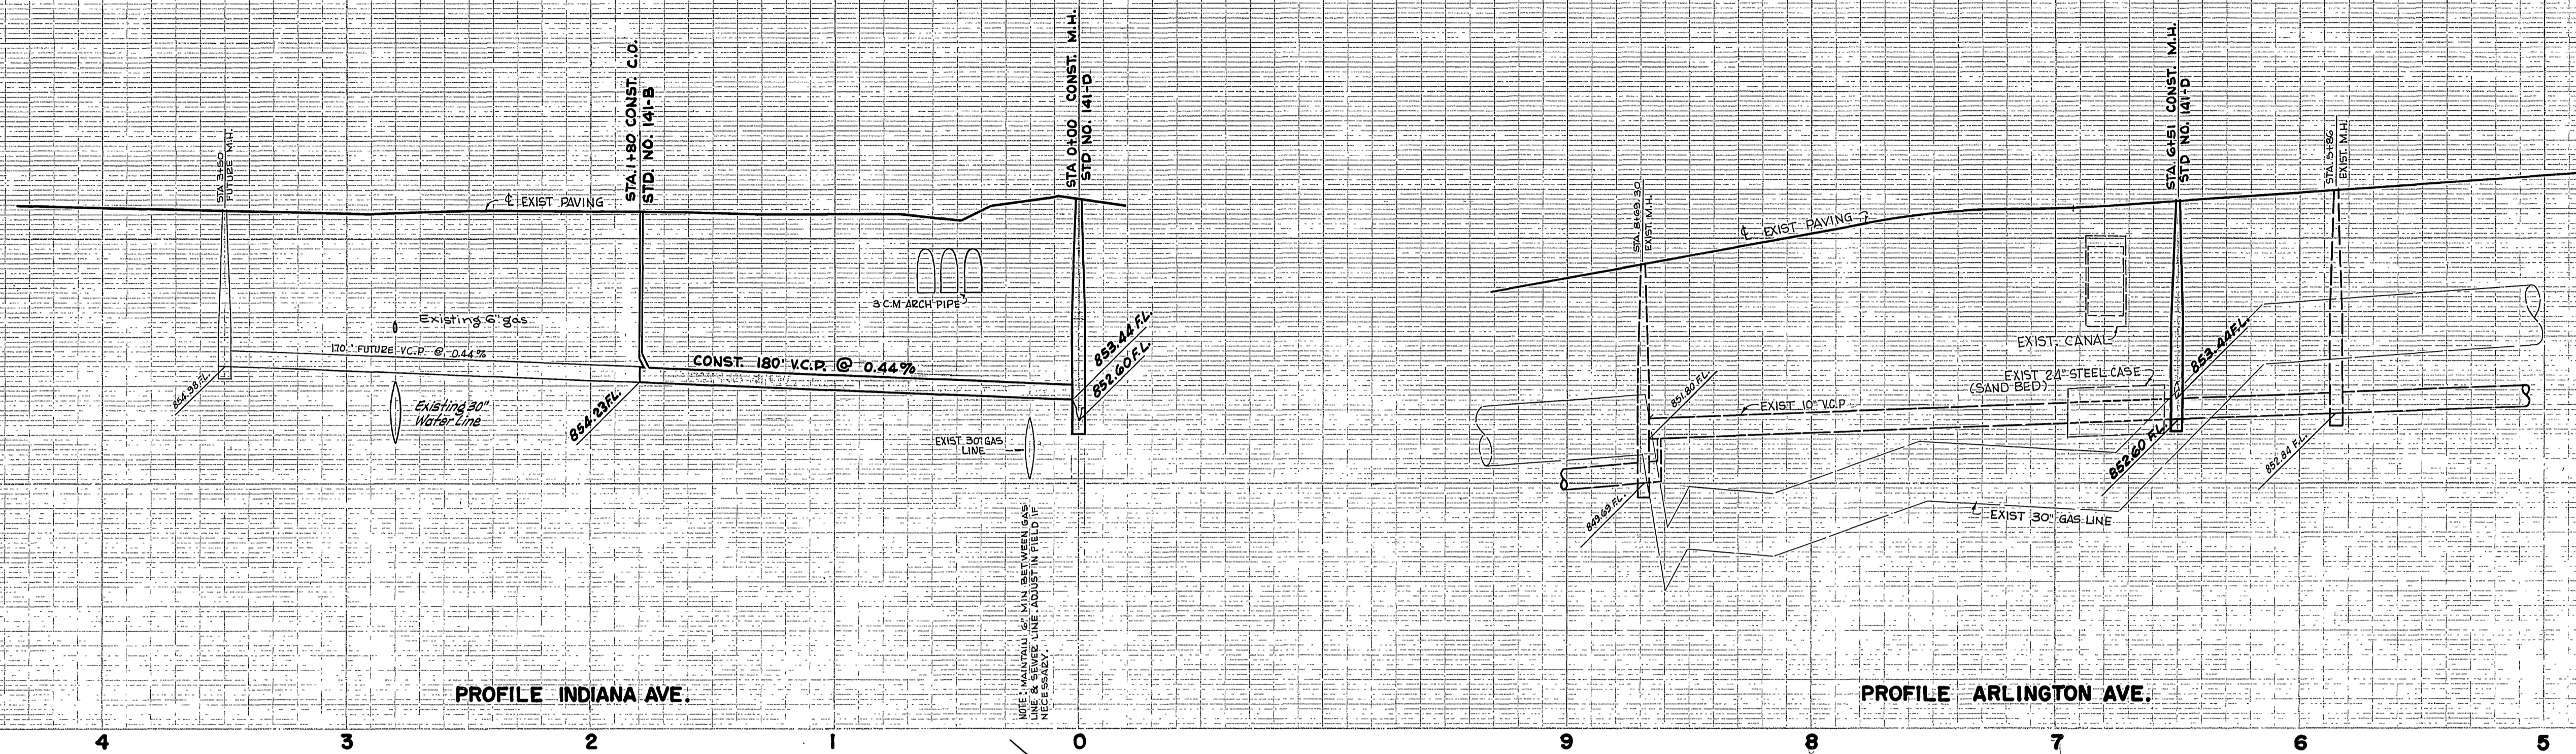 STA 3+50
FUTURE M.H.
℄ EXIST PAVING
STA. 1+80 CONST. C.O.
STD. NO. 141-B
STA 0+00 CONST. M.H.
STD NO. 141-D
3 C.M ARCH PIPE
Existing 6" gas
170' FUTURE V.C.P. @ 0.44%
854.98 F.L.
Existing 30"
Water Line
854.23 F.L.
CONST. 180' V.C.P. @ 0.44%
853.44 F.L.
852.60 F.L.
EXIST 30" GAS
LINE
NOTE: MAINTAIN 6" MIN BETWEEN GAS
LINE & SEWER LINE ADJUST IN FIELD IF
NECESSARY.
PROFILE INDIANA AVE.
4 3 2 1 0
STA. 8+69.30
EXIST. M.H.
℄ EXIST PAVING
STA. 6+51 CONST. M.H.
STD NO. 141-D
STA. 5+86
EXIST. M.H.
EXIST. CANAL
EXIST 24" STEEL CASE
(SAND BED)
853.44 F.L.
851.80 F.L.
EXIST 10" V.C.P
849.69 F.L.
852.60 F.L.
852.84 F.L.
EXIST 30" GAS LINE
PROFILE ARLINGTON AVE.
9 8 7 6 5